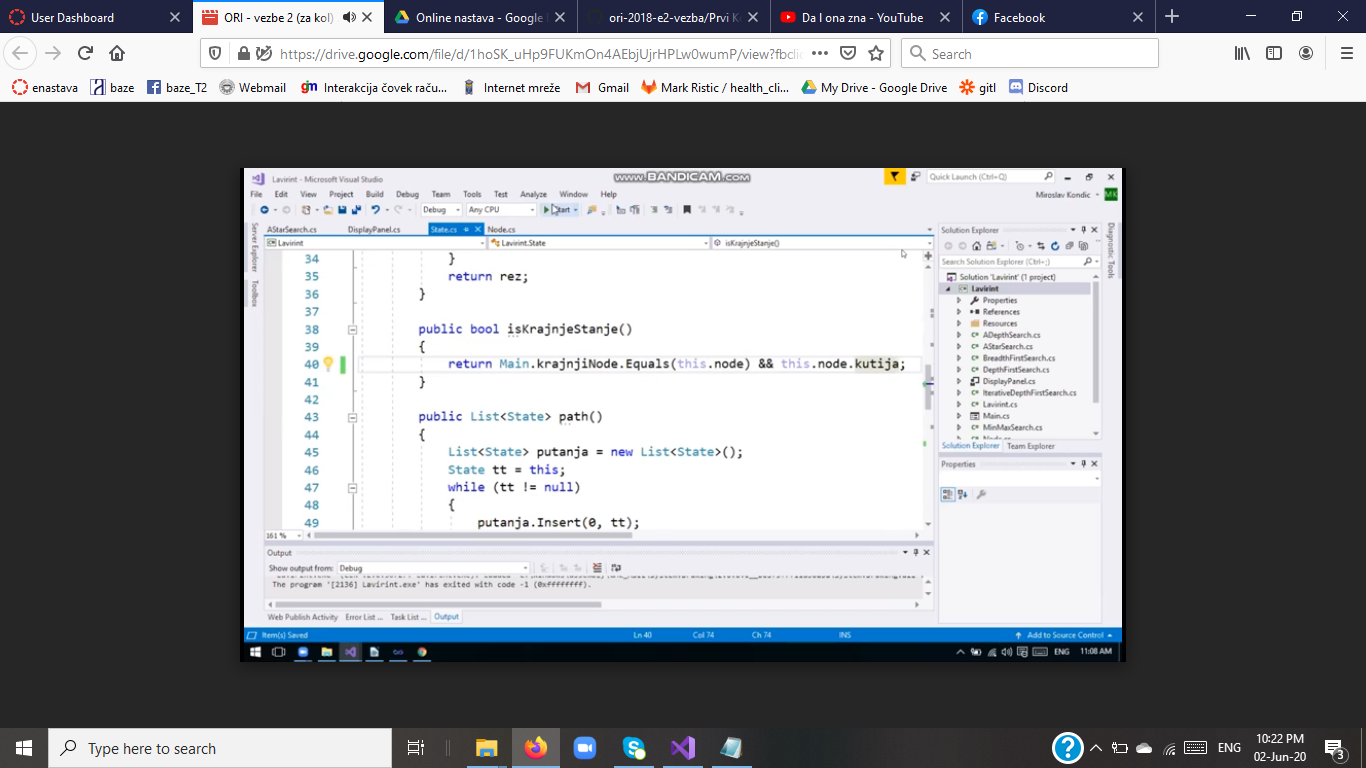 User Dashboard
ORI - vezbe 2 (za kol)
Online nastava - Google
ori-2018-e2-vezba/Prvi K
Da l ona zna - YouTube
Facebook
https://drive.google.com/file/d/1hoSK_uHp9FUKmOn4AEbjUjrHPLw0wumP/view?fbcli
Search
enastava
baze
baze_T2
Webmail
Interakcija čovek raču...
Internet mreže
Gmail
Mark Ristic / health_cli...
My Drive - Google Drive
gitl
Discord
Lavirint - Microsoft Visual Studio
www.BANDICAM.com
Quick Launch (Ctrl+Q)
File Edit View Project Build Debug Team Tools Test Analyze Window Help
Miroslav Kondic MK
Debug Any CPU Start
Server Explorer
Toolbox
AStarSearch.cs DisplayPanel.cs State.cs Node.cs
Lavirint Lavirint.State isKrajnjeStanje()
34 }
35 return rez;
36 }
37
38 public bool isKrajnjeStanje()
39 {
40 return Main.krajnjiNode.Equals(this.node) && this.node.kutija;
41 }
42
43 public List<State> path()
44 {
45 List<State> putanja = new List<State>();
46 State tt = this;
47 while (tt != null)
48 {
49 putanja.Insert(0, tt);
161 %
Solution Explorer
Search Solution Explorer (Ctrl+;)
Solution 'Lavirint' (1 project)
Lavirint
Properties
References
Resources
ADepthSearch.cs
AStarSearch.cs
BreadthFirstSearch.cs
DepthFirstSearch.cs
DisplayPanel.cs
IterativeDepthFirstSearch.cs
Lavirint.cs
Main.cs
MinMaxSearch.cs
Node.cs
Solution Explorer Team Explorer
Properties
Diagnostic Tools
Output
Show output from: Debug
The program '[2136] Lavirint.exe' has exited with code -1 (0xffffffff).
Web Publish Activity Error List ... Task List ... Output
Item(s) Saved Ln 40 Col 74 Ch 74 INS Add to Source Control
ENG 11:08 AM
Type here to search
ENG
10:22 PM
02-Jun-20
3